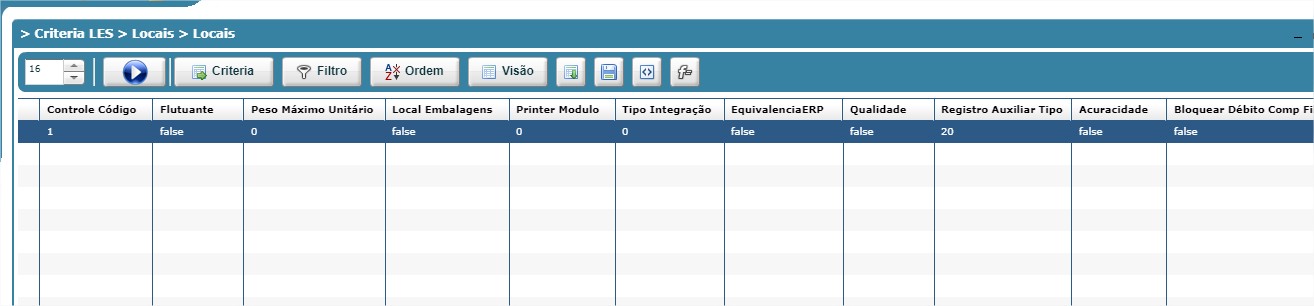 > Criteria LES > Locais > Locais
16 Criteria Filtro Ordem Visão
Controle Código Flutuante Peso Máximo Unitário Local Embalagens Printer Modulo Tipo Integração EquivalenciaERP Qualidade Registro Auxiliar Tipo Acuracidade Bloquear Débito Comp Fi
1 false 0 false 0 0 false false 20 false false